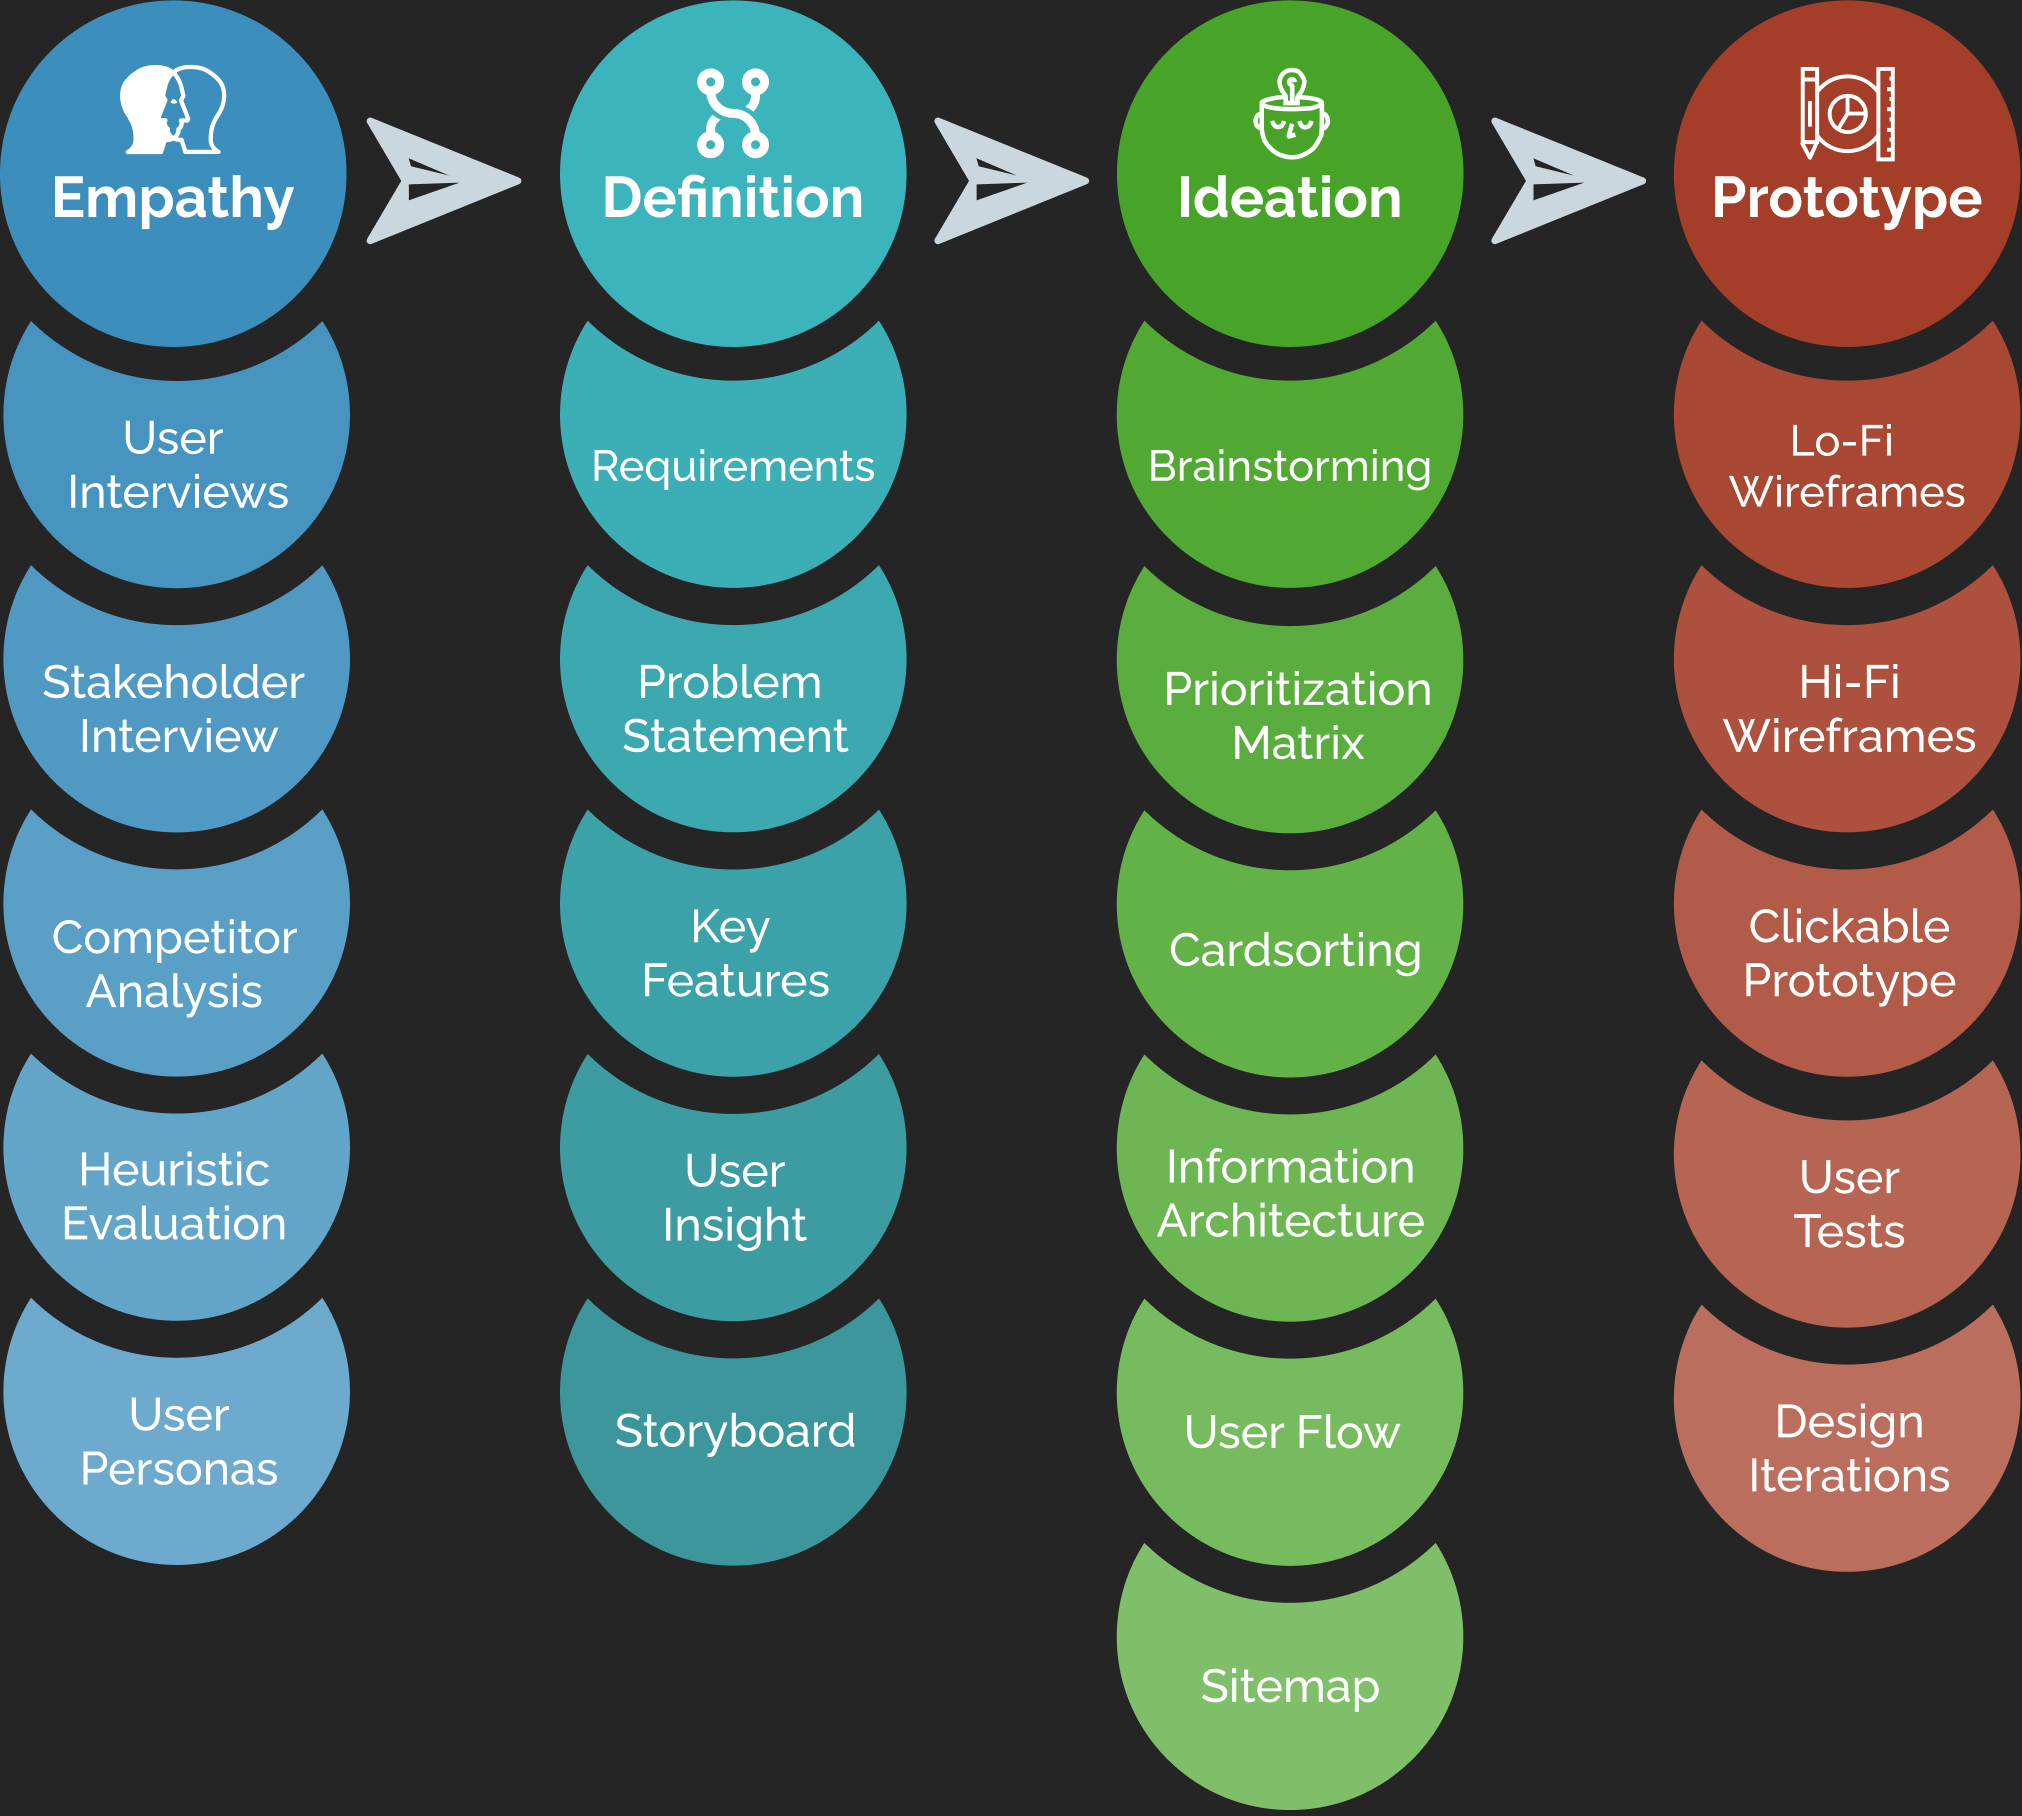 Empathy
User
Interviews
Stakeholder
Interview
Competitor
Analysis
Heuristic
Evaluation
User
Personas
Definition
Requirements
Problem
Statement
Key
Features
User
Insight
Storyboard
Ideation
Brainstorming
Prioritization
Matrix
Cardsorting
Information
Architecture
User Flow
Sitemap
Prototype
Lo-Fi
Wireframes
Hi-Fi
Wireframes
Clickable
Prototype
User
Tests
Design
Iterations